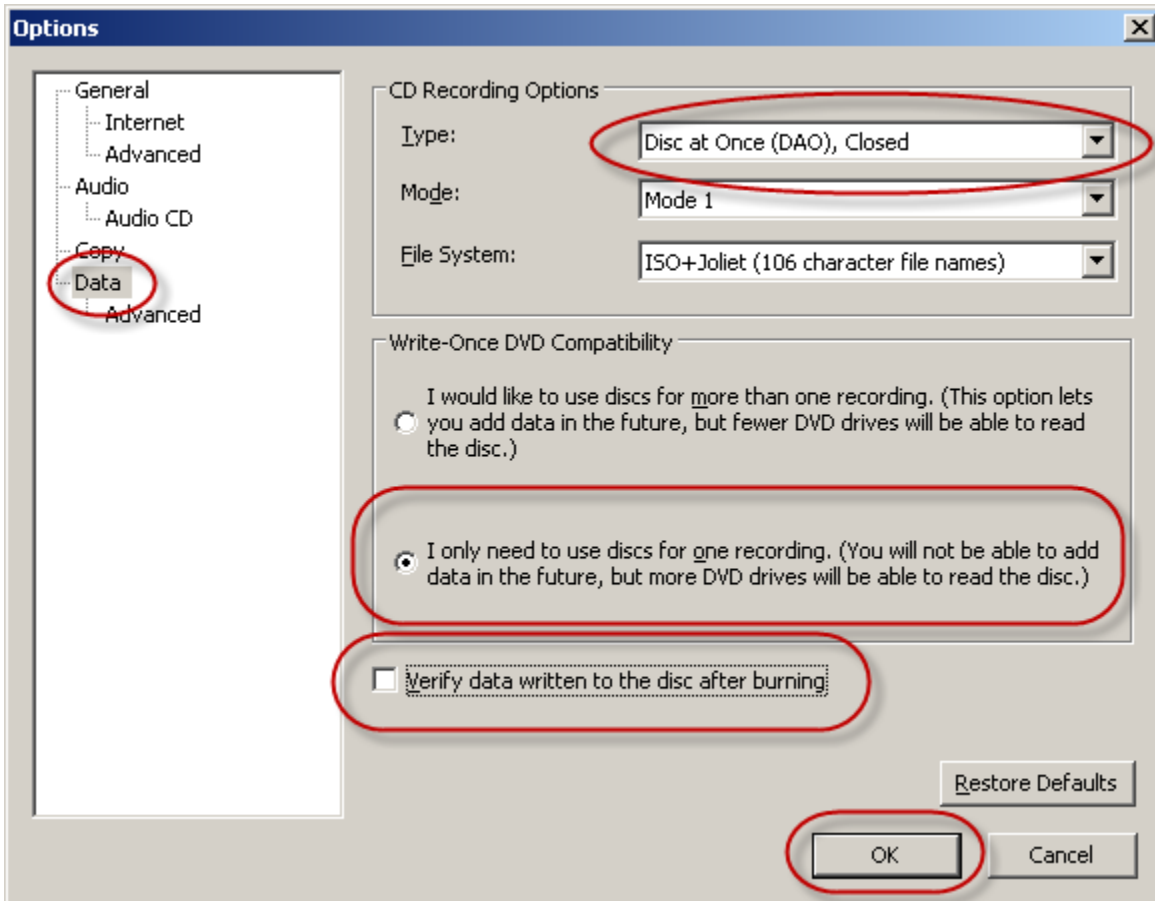 Options
General
Internet
Advanced
Audio
Audio CD
Copy
Data
Advanced
CD Recording Options
Type:
Disc at Once (DAO), Closed
Mode:
Mode 1
File System:
ISO+Joliet (106 character file names)
Write-Once DVD Compatibility
I would like to use discs for more than one recording. (This option lets
you add data in the future, but fewer DVD drives will be able to read
the disc.)
I only need to use discs for one recording. (You will not be able to add
data in the future, but more DVD drives will be able to read the disc.)
Verify data written to the disc after burning
Restore Defaults
OK
Cancel